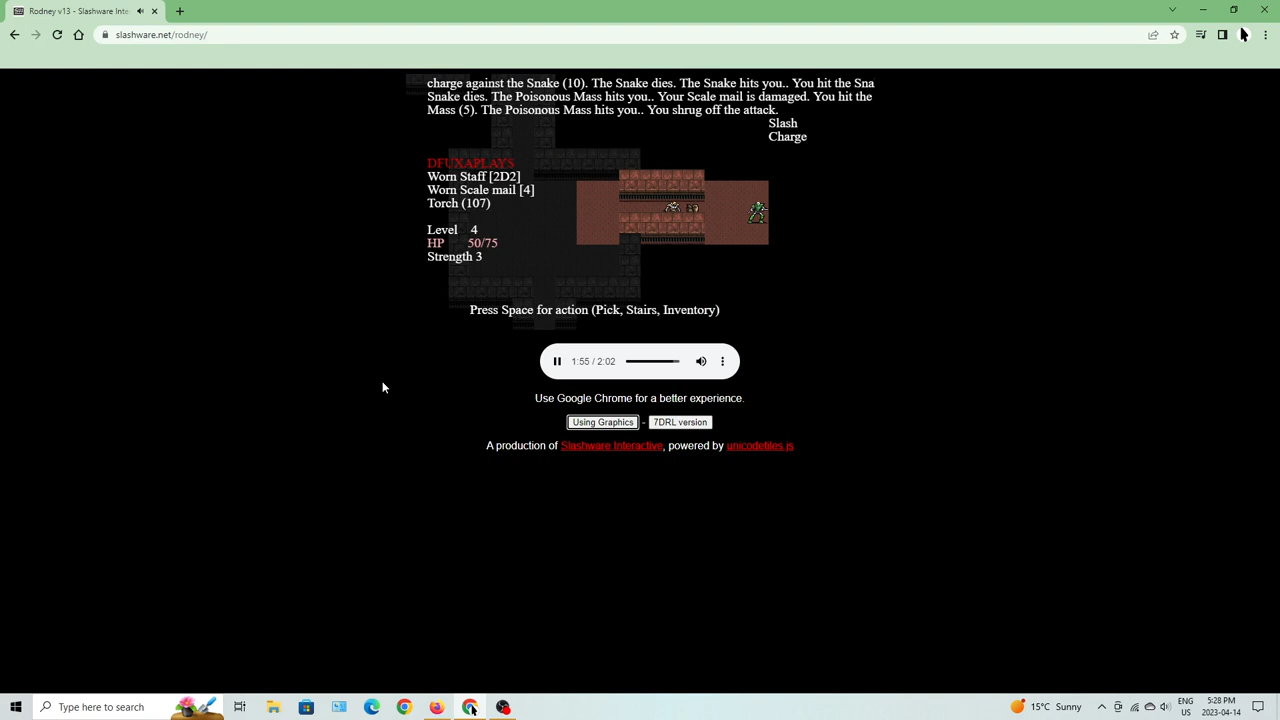 Rodney v13 - Slashware Inte
slashware.net/rodney/
charge against the Snake (10). The Snake dies. The Snake hits you.. You hit the Sna
Snake dies. The Poisonous Mass hits you.. Your Scale mail is damaged. You hit the
Mass (5). The Poisonous Mass hits you.. You shrug off the attack.
Slash
Charge
DFUXAPLAYS
Worn Staff [2D2]
Worn Scale mail [4]
Torch (107)
Level 4
HP 50/75
Strength 3
Press Space for action (Pick, Stairs, Inventory)
1:55 / 2:02
Use Google Chrome for a better experience.
Using Graphics - 7DRL version
A production of Slashware Interactive, powered by unicodetiles.js
Type here to search
15°C Sunny
ENG
US
5:28 PM
2023-04-14